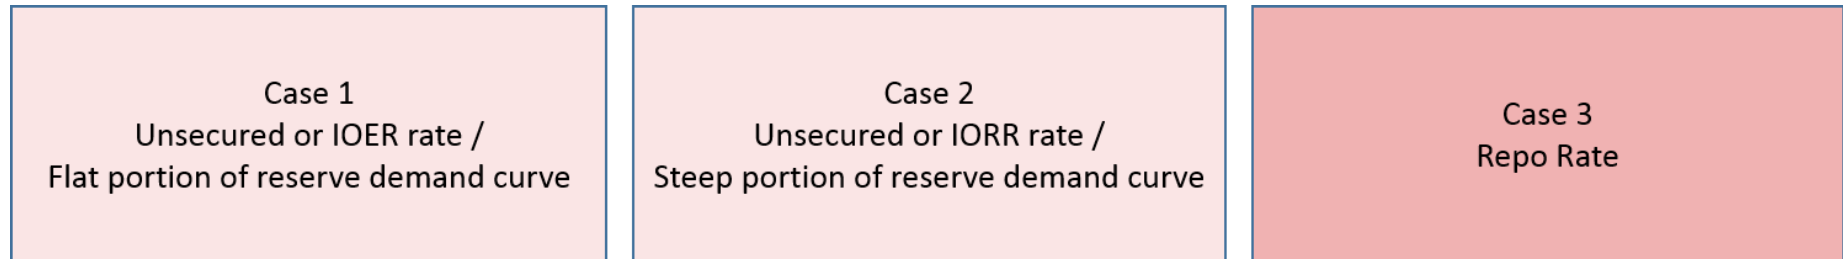 Case 1
Unsecured or IOER rate /
Flat portion of reserve demand curve
Case 2
Unsecured or IORR rate /
Steep portion of reserve demand curve
Case 3
Repo Rate